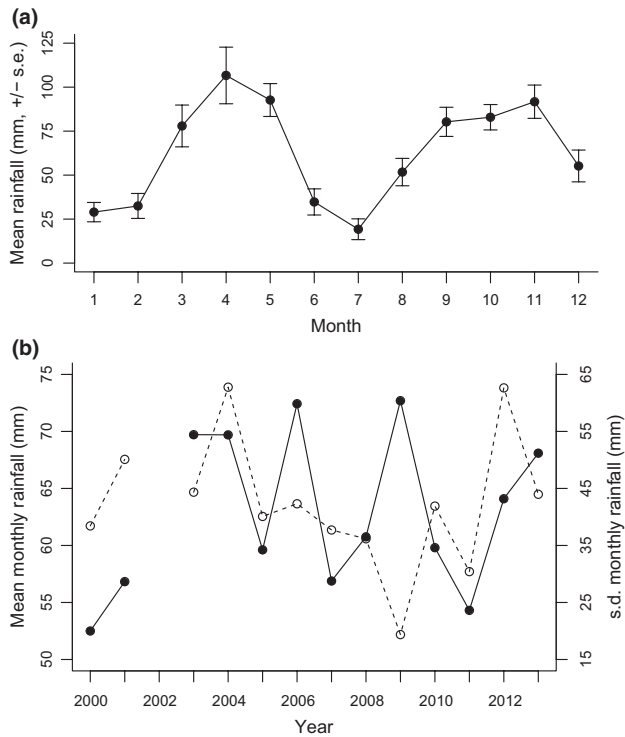 (a)
Mean rainfall (mm, +/− s.e.)
125
100
75
50
25
0
1 2 3 4 5 6 7 8 9 10 11 12
Month
(b)
Mean monthly rainfall (mm)
75
70
65
60
55
50
65
55
45
35
25
15
s.d. monthly rainfall (mm)
2000 2002 2004 2006 2008 2010 2012
Year